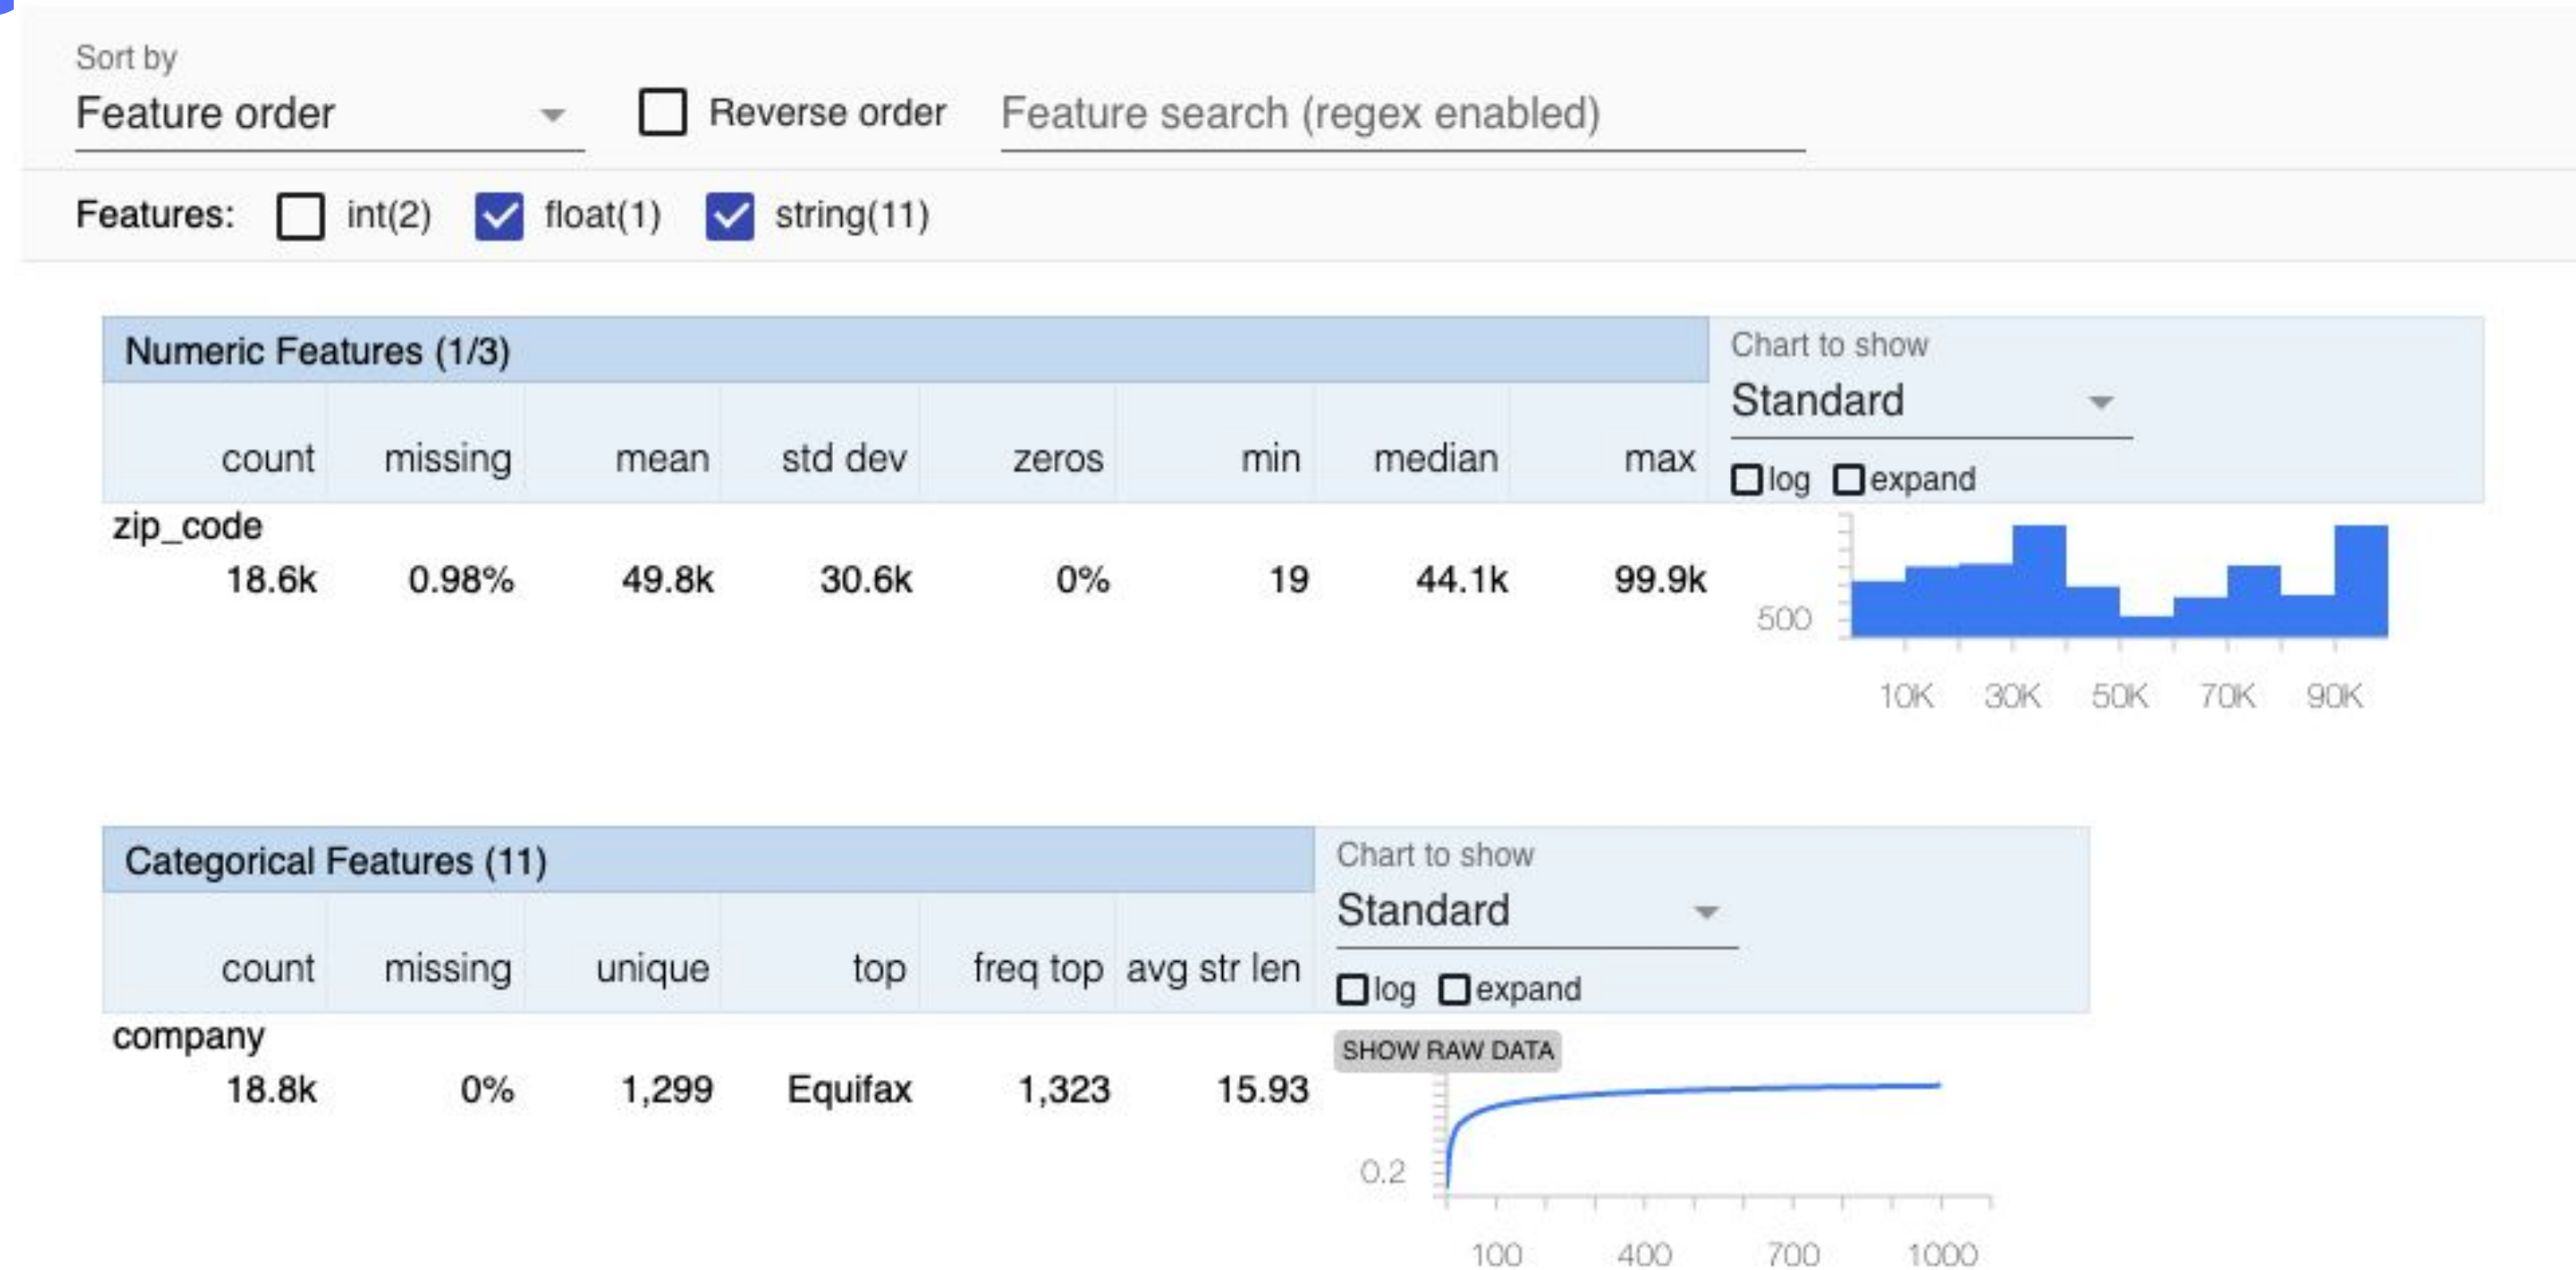 Sort by
Feature order
Reverse order
Feature search (regex enabled)
Features: int(2) float(1) string(11)
Numeric Features (1/3)
Chart to show
Standard
count missing mean std dev zeros min median max
log expand
zip_code
18.6k 0.98% 49.8k 30.6k 0% 19 44.1k 99.9k
500
10K 30K 50K 70K 90K
Categorical Features (11)
Chart to show
Standard
count missing unique top freq top avg str len
log expand
company
SHOW RAW DATA
18.8k 0% 1,299 Equifax 1,323 15.93
0.2
100 400 700 1000